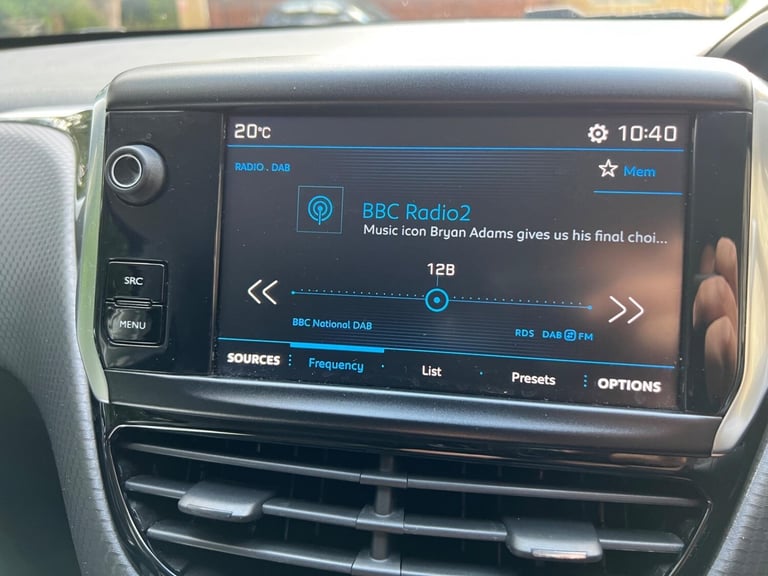 20°C 10:40
RADIO . DAB Mem
BBC Radio2
Music icon Bryan Adams gives us his final choi...
SRC
12B
MENU
BBC National DAB RDS DAB FM
SOURCES Frequency List Presets OPTIONS